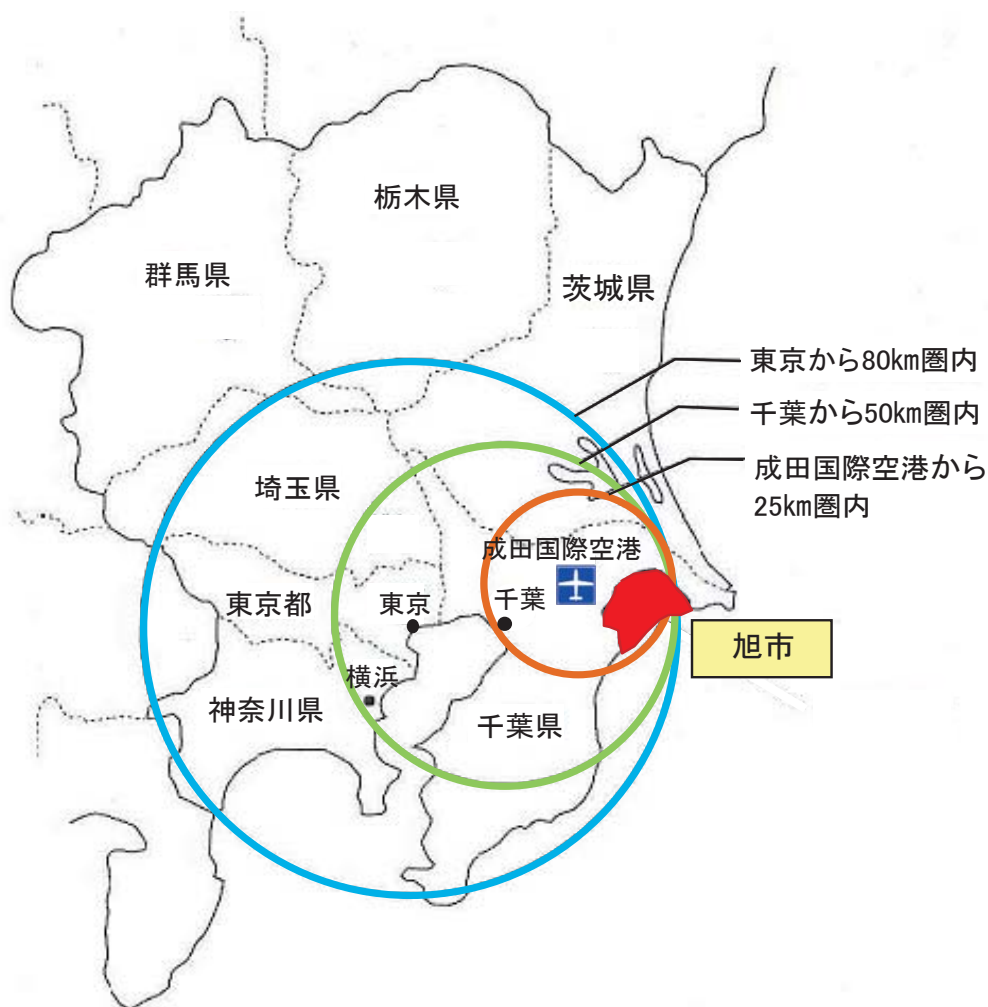 栃木県
群馬県
茨城県
東京から80km圏内
千葉から50km圏内
成田国際空港から
25km圏内
埼玉県
成田国際空港
東京都
東京
千葉
旭市
横浜
神奈川県
千葉県